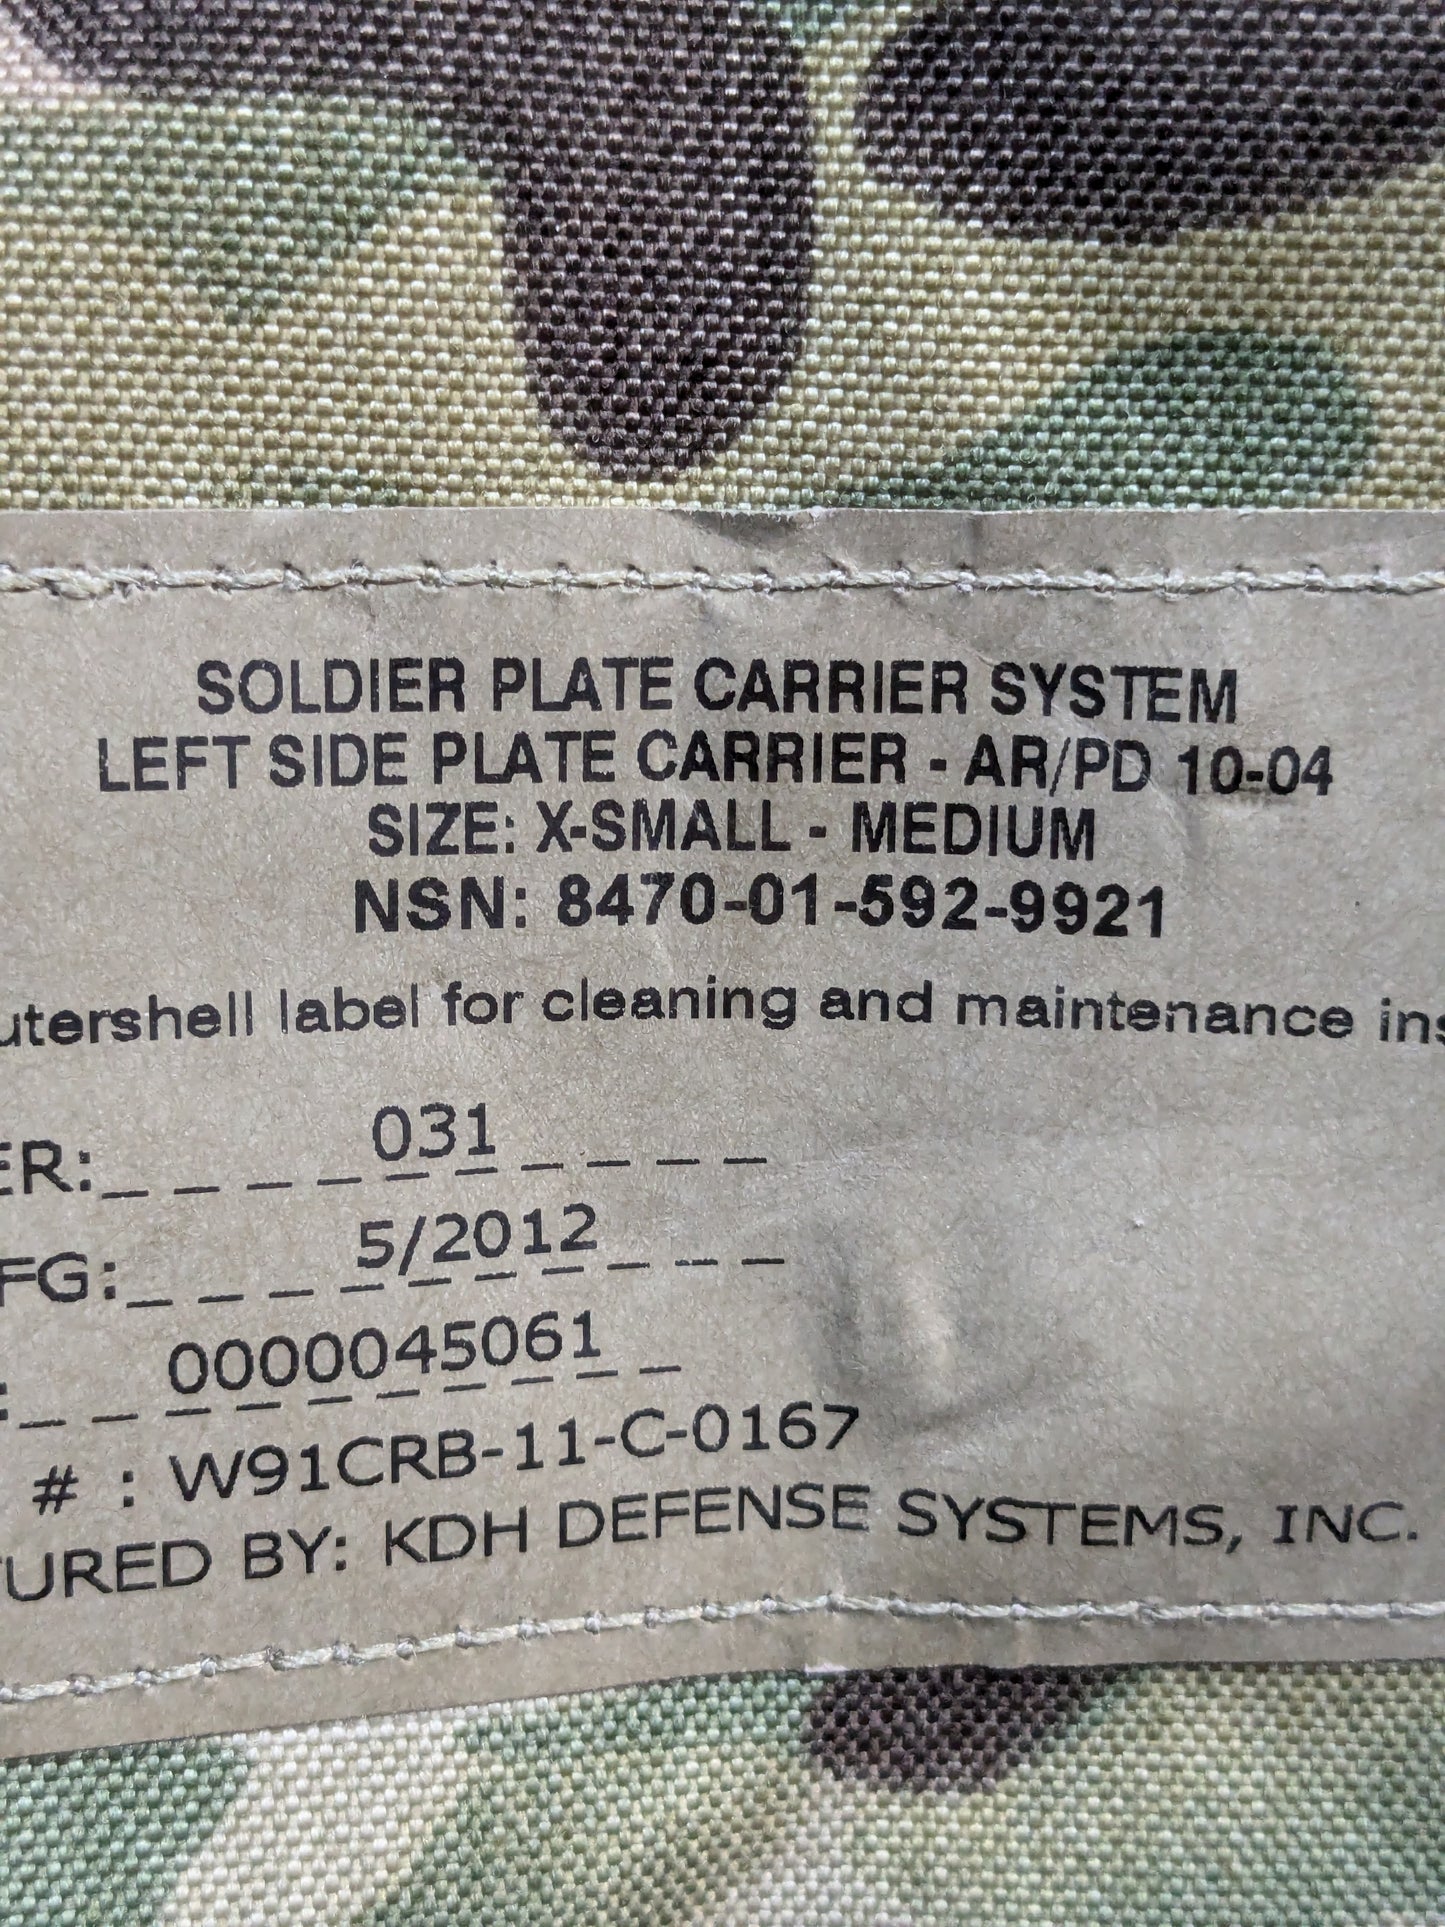 SOLDIER PLATE CARRIER SYSTEM
LEFT SIDE PLATE CARRIER - AR/PD 10-04
SIZE: X-SMALL - MEDIUM
NSN: 8470-01-592-9921
utershell label for cleaning and maintenance ins
ER: 031
FG: 5/2012
0000045061
# : W91CRB-11-C-0167
TURED BY: KDH DEFENSE SYSTEMS, INC.